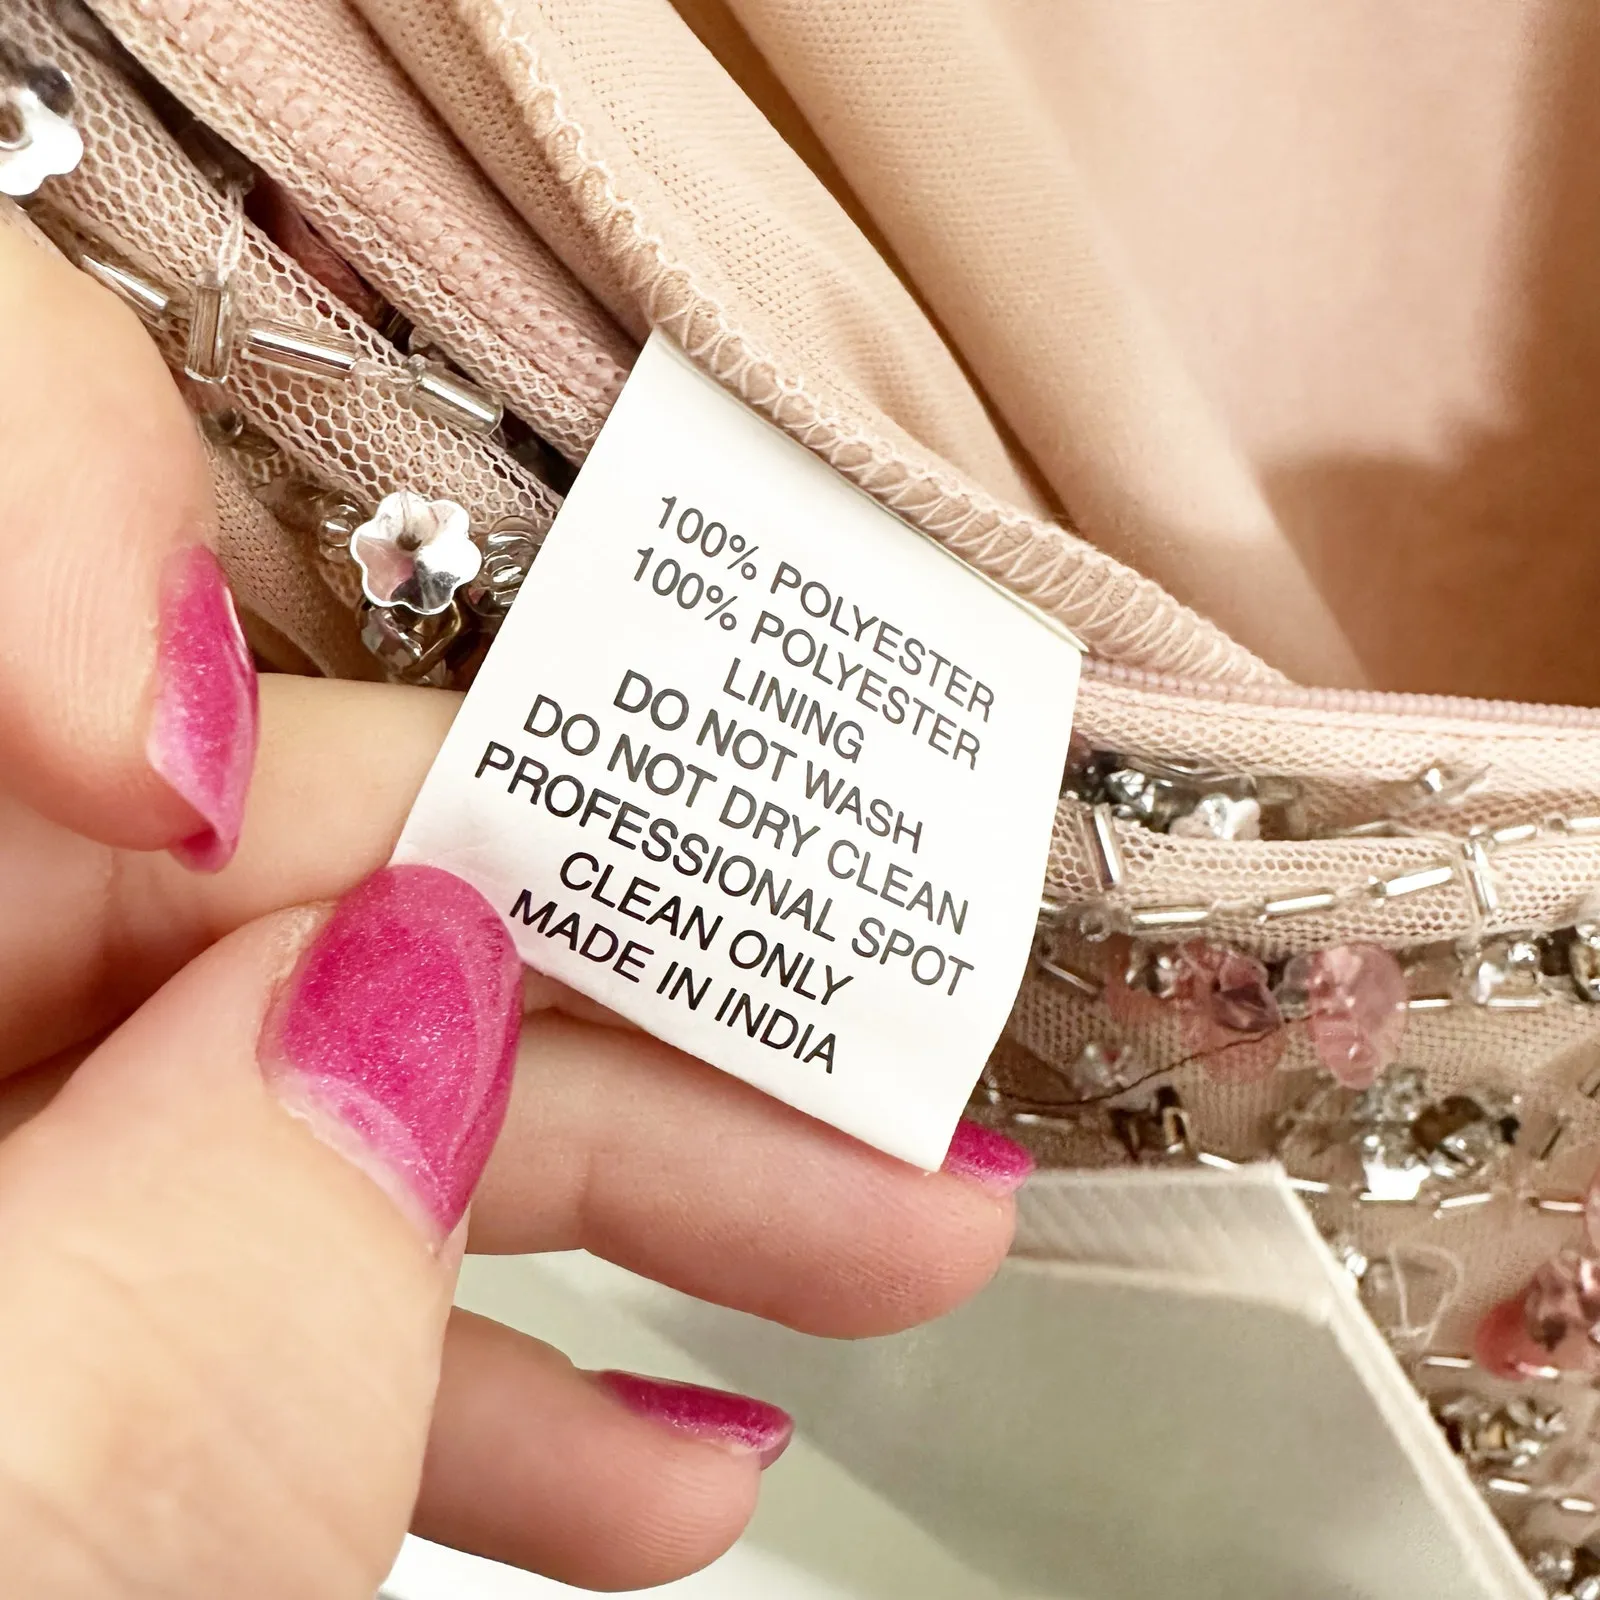 100% POLYESTER
100% POLYESTER
LINING
DO NOT WASH
DO NOT DRY CLEAN
PROFESSIONAL SPOT
CLEAN ONLY
MADE IN INDIA